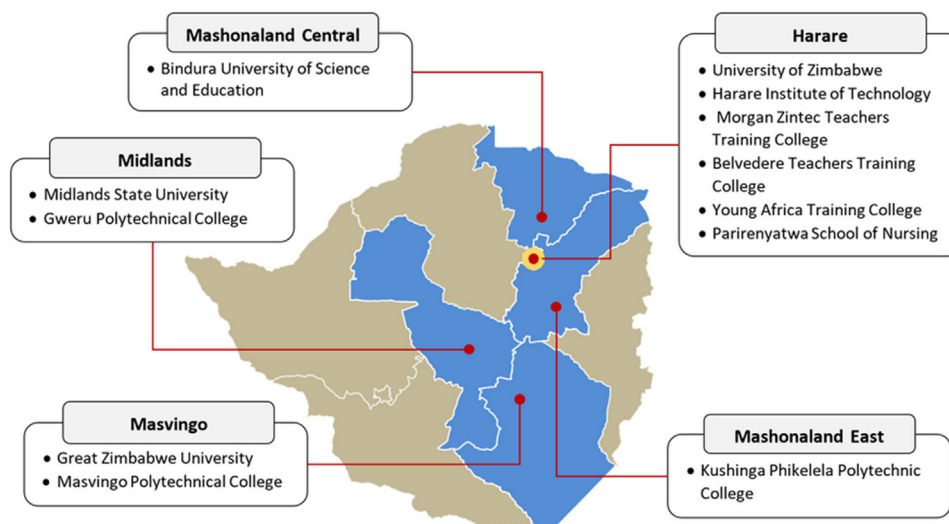 Mashonaland Central
• Bindura University of Science
and Education
Harare
• University of Zimbabwe
• Harare Institute of Technology
• Morgan Zintec Teachers
Training College
• Belvedere Teachers Training
College
• Young Africa Training College
• Parirenyatwa School of Nursing
Midlands
• Midlands State University
• Gweru Polytechnical College
Masvingo
• Great Zimbabwe University
• Masvingo Polytechnical College
Mashonaland East
• Kushinga Phikelela Polytechnic
College